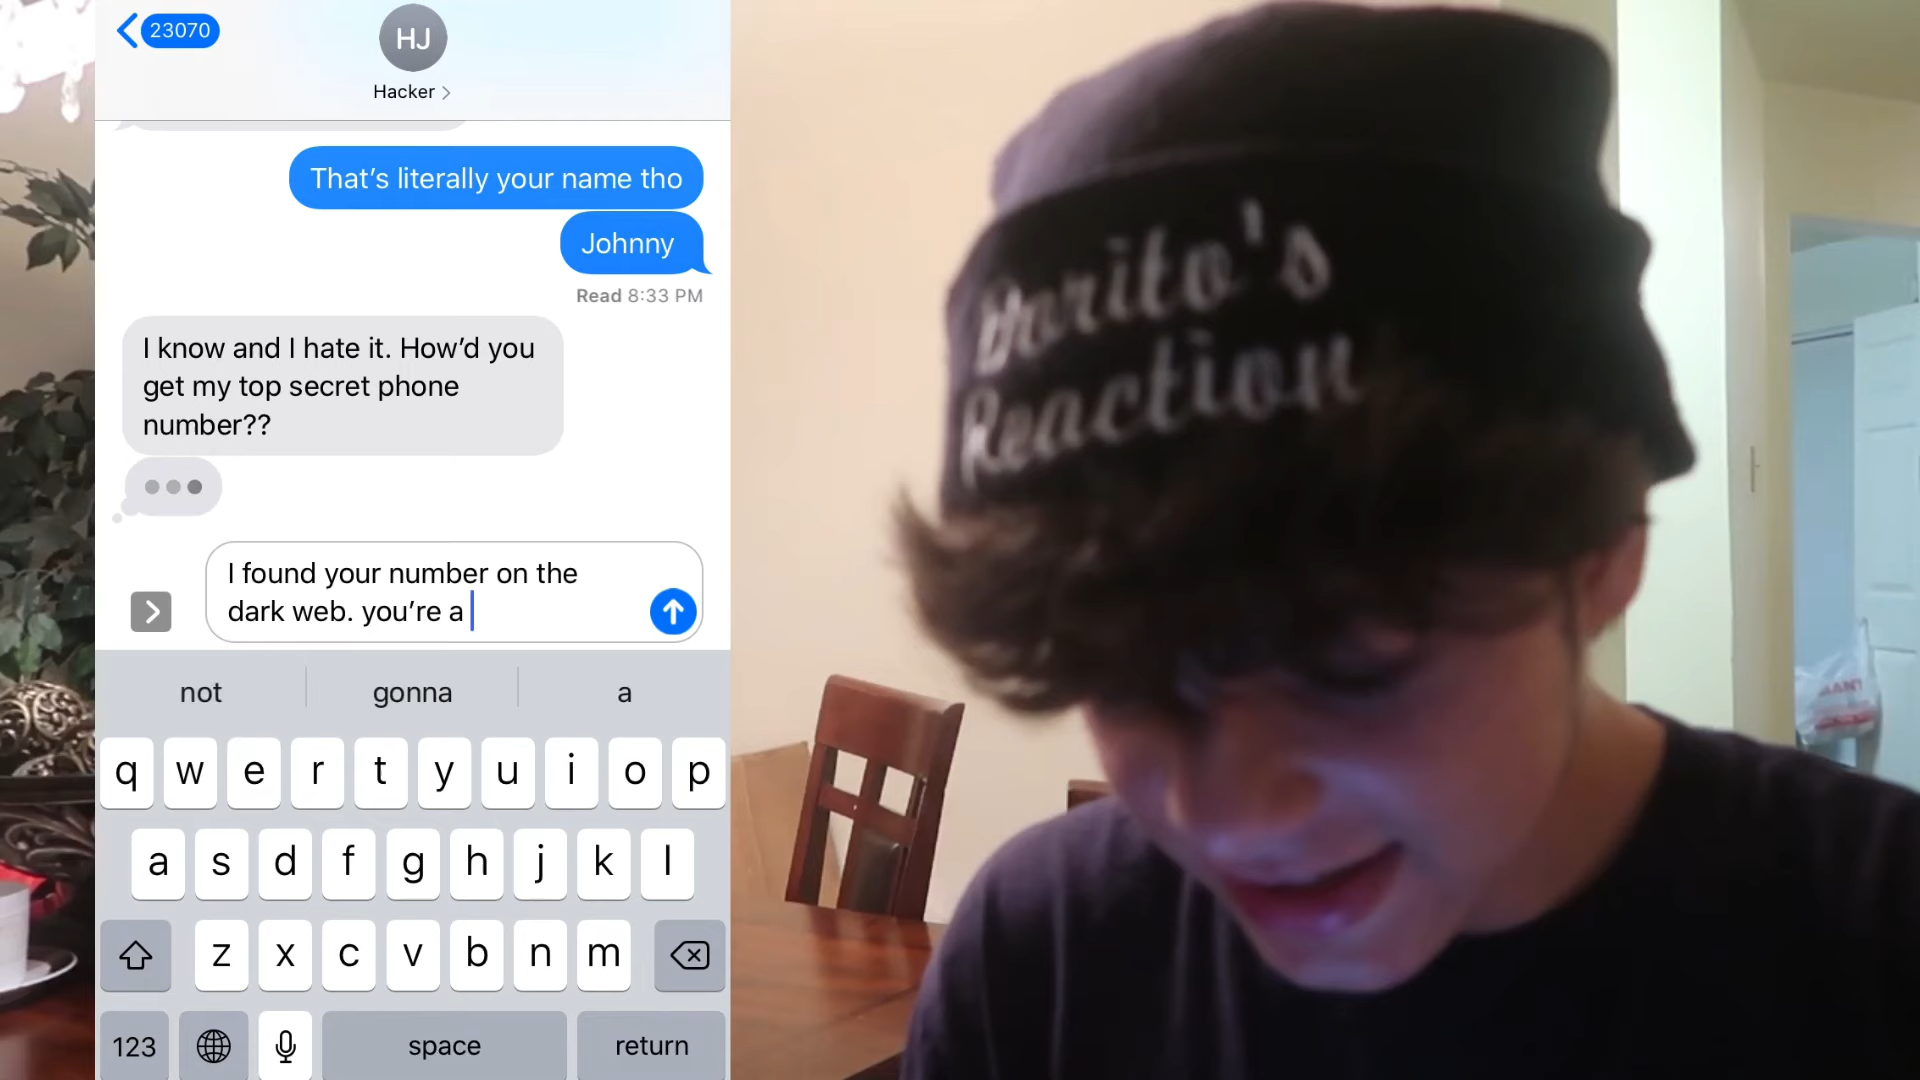 23070
HJ
Hacker
That's literally your name tho
Johnny
Read 8:33 PM
I know and I hate it. How'd you
get my top secret phone
number??
I found your number on the
dark web. you're a
not gonna a
q w e r t y u i o p
a s d f g h j k l
z x c v b n m
123 space return
Dorito's
Reaction